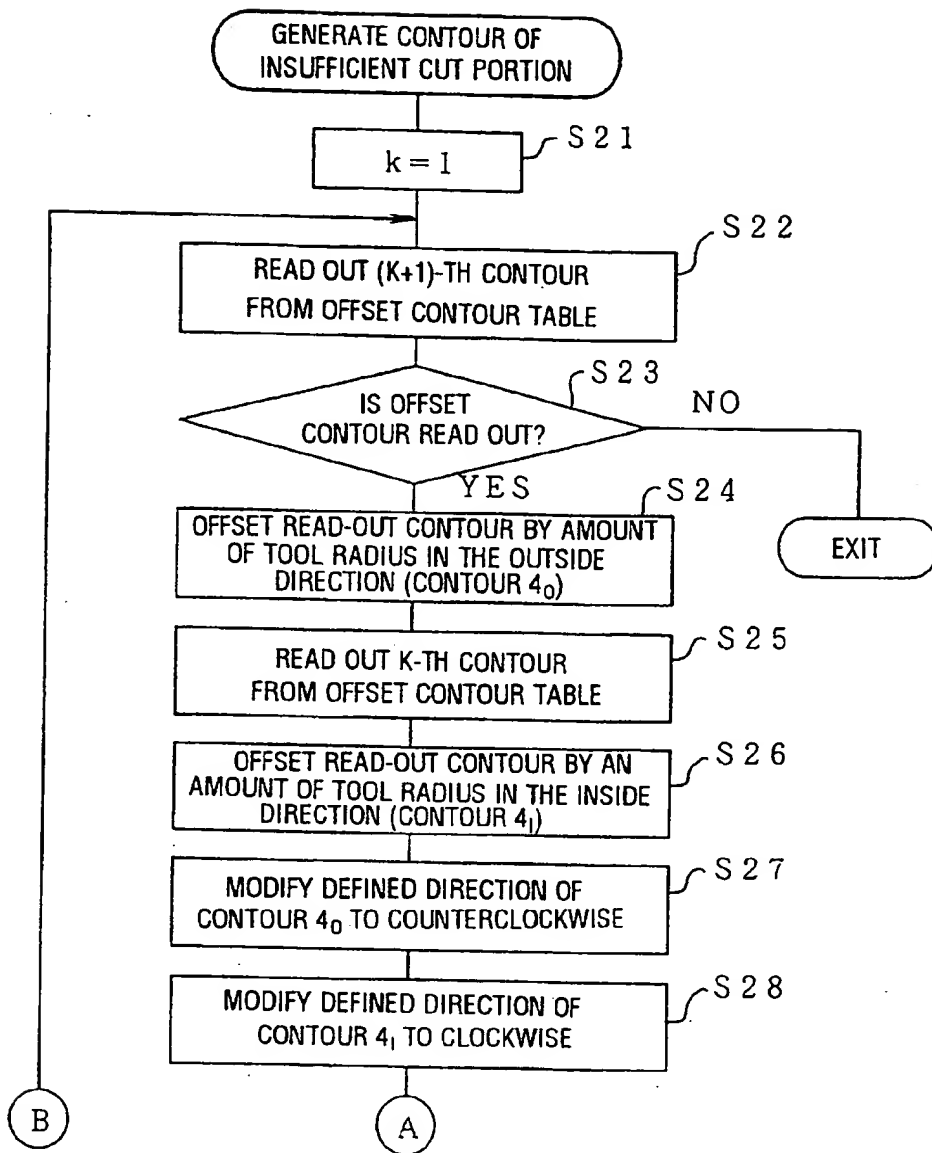 GENERATE CONTOUR OF
INSUFFICIENT CUT PORTION
S21
k = 1
S22
READ OUT (K+1)-TH CONTOUR
FROM OFFSET CONTOUR TABLE
S23
IS OFFSET
CONTOUR READ OUT?
NO
YES
S24
OFFSET READ-OUT CONTOUR BY AMOUNT
OF TOOL RADIUS IN THE OUTSIDE
DIRECTION (CONTOUR 4₀)
EXIT
S25
READ OUT K-TH CONTOUR
FROM OFFSET CONTOUR TABLE
S26
OFFSET READ-OUT CONTOUR BY AN
AMOUNT OF TOOL RADIUS IN THE INSIDE
DIRECTION (CONTOUR 4ı)
S27
MODIFY DEFINED DIRECTION OF
CONTOUR 4₀ TO COUNTERCLOCKWISE
S28
MODIFY DEFINED DIRECTION OF
CONTOUR 4ı TO CLOCKWISE
B
A